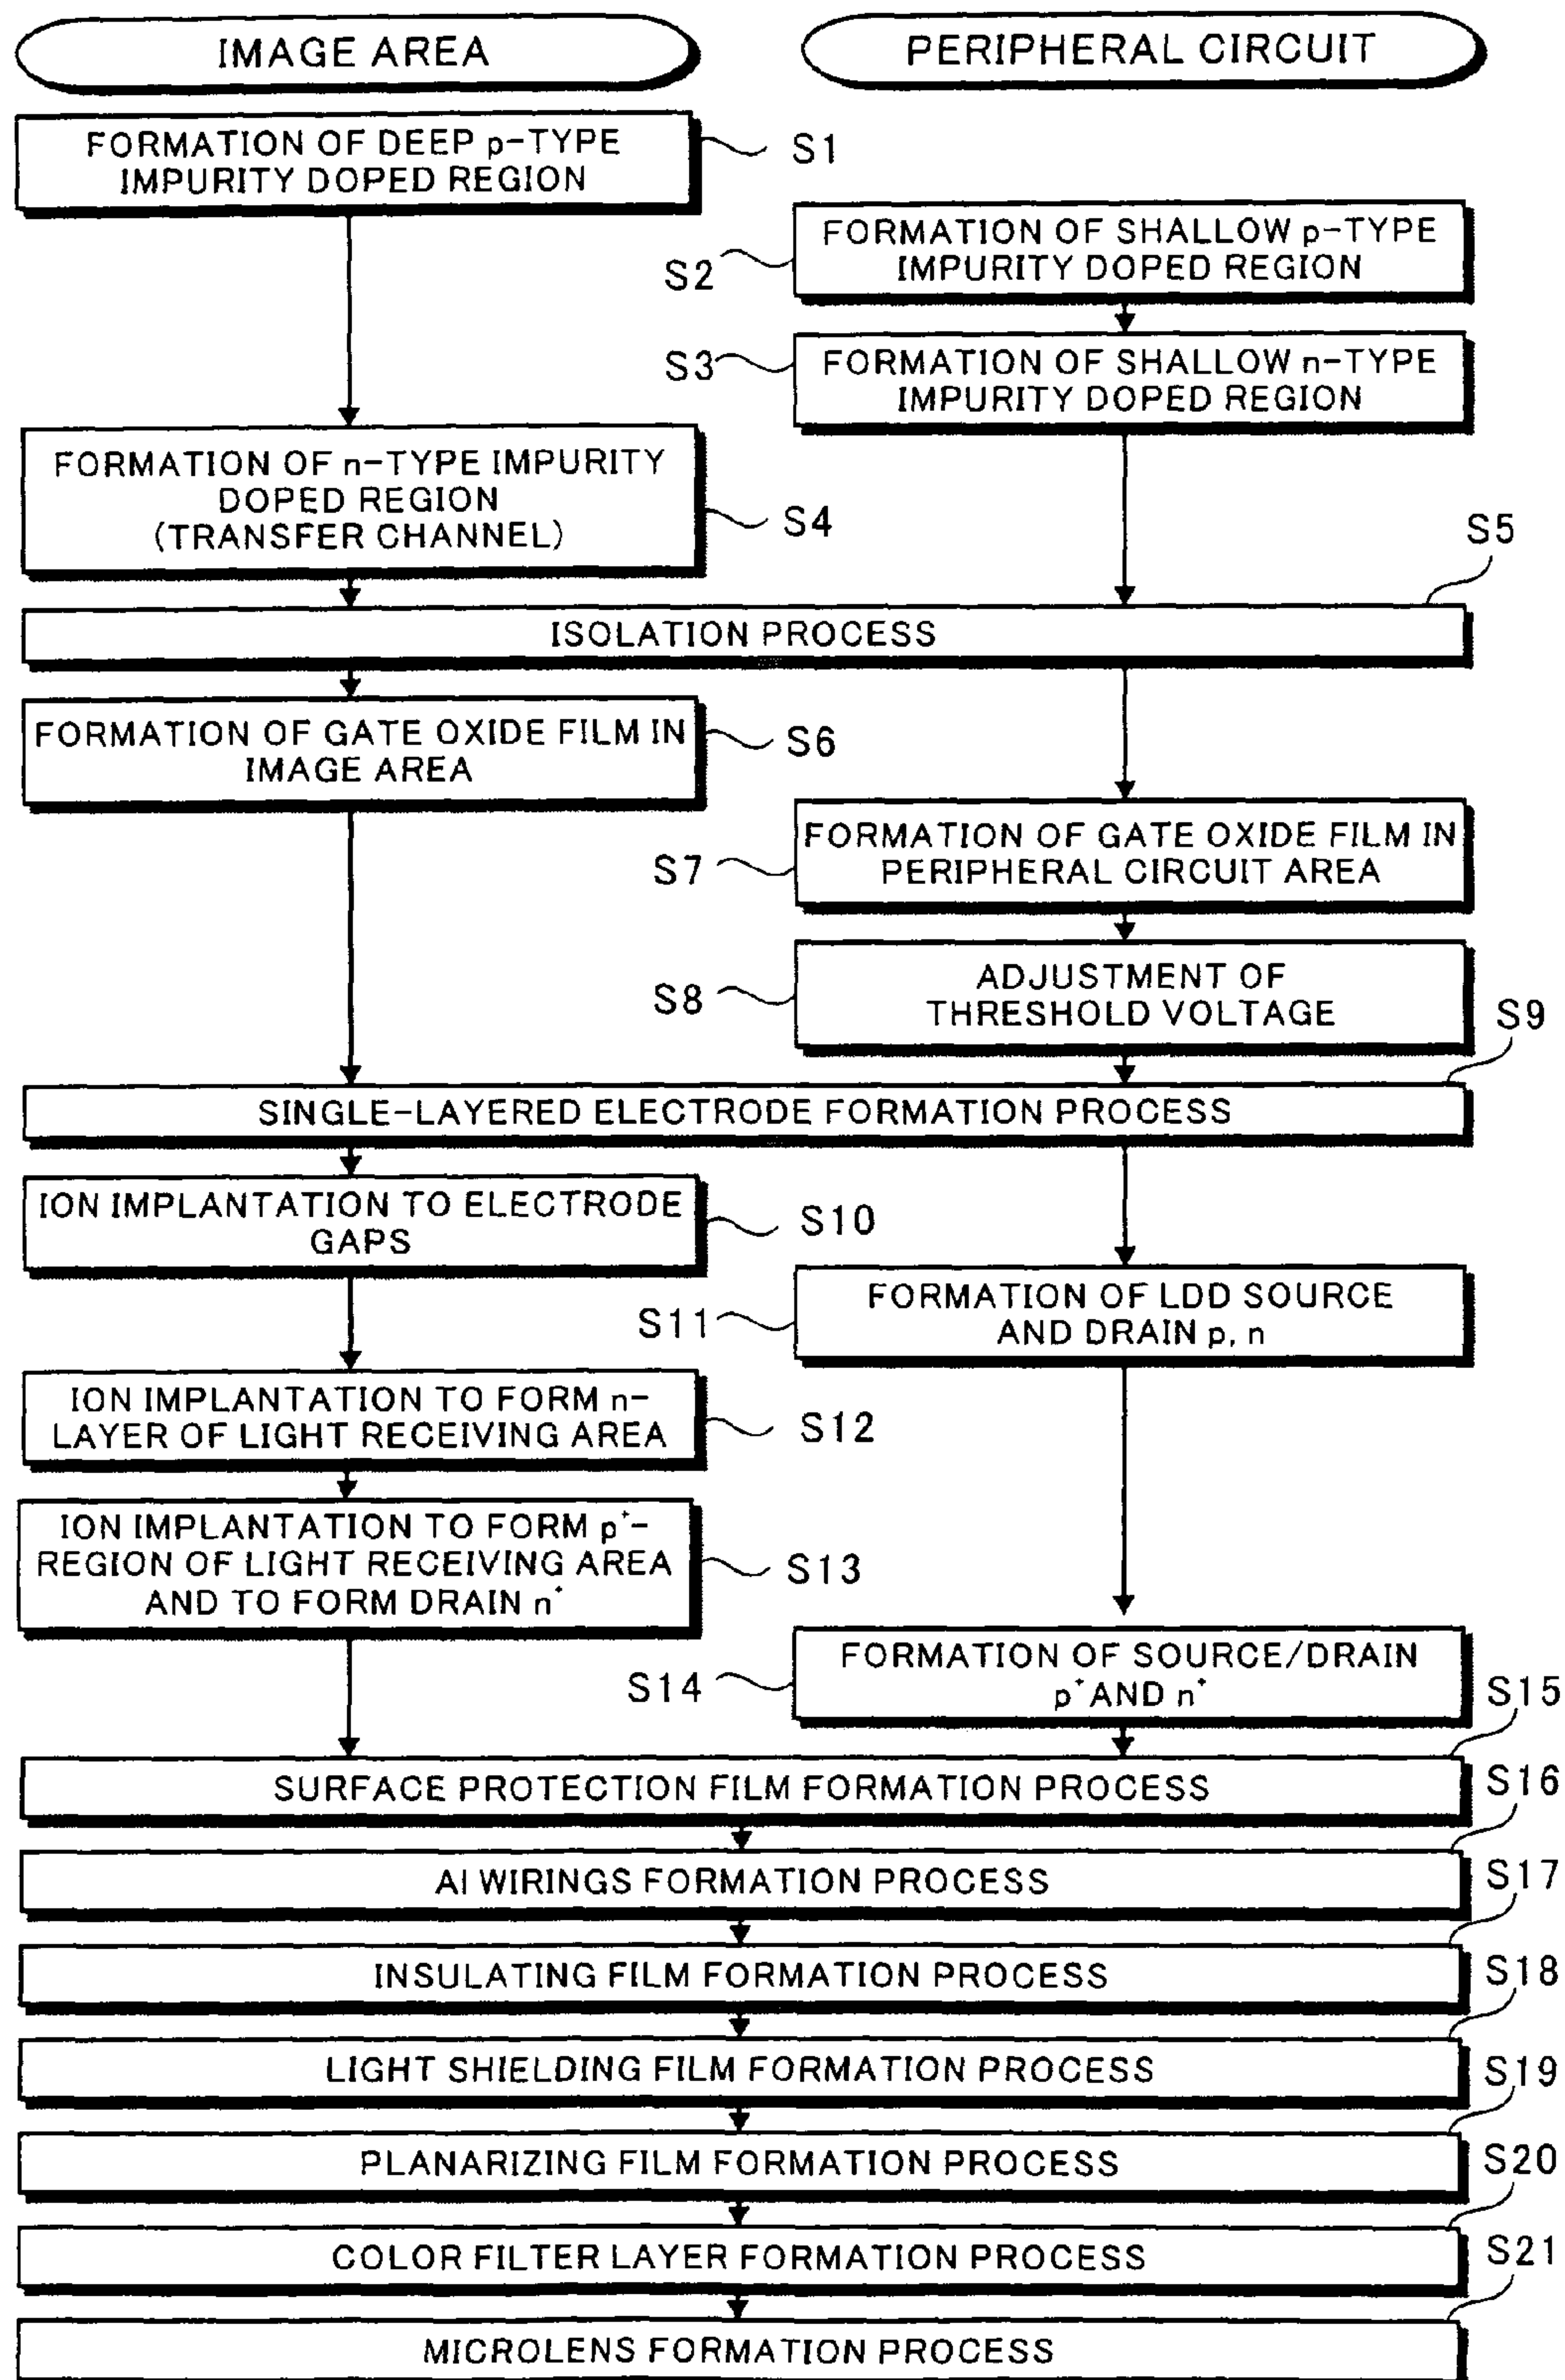 IMAGE AREA
PERIPHERAL CIRCUIT
FORMATION OF DEEP p-TYPE
IMPURITY DOPED REGION
S1
FORMATION OF SHALLOW p-TYPE
IMPURITY DOPED REGION
S2
FORMATION OF SHALLOW n-TYPE
IMPURITY DOPED REGION
S3
FORMATION OF n-TYPE IMPURITY
DOPED REGION
(TRANSFER CHANNEL)
S4
S5
ISOLATION PROCESS
FORMATION OF GATE OXIDE FILM IN
IMAGE AREA
S6
FORMATION OF GATE OXIDE FILM IN
PERIPHERAL CIRCUIT AREA
S7
ADJUSTMENT OF
THRESHOLD VOLTAGE
S8
S9
SINGLE-LAYERED ELECTRODE FORMATION PROCESS
ION IMPLANTATION TO ELECTRODE
GAPS
S10
FORMATION OF LDD SOURCE
AND DRAIN p, n
S11
ION IMPLANTATION TO FORM n-
LAYER OF LIGHT RECEIVING AREA
S12
ION IMPLANTATION TO FORM p⁺-
REGION OF LIGHT RECEIVING AREA
AND TO FORM DRAIN n⁺
S13
FORMATION OF SOURCE/DRAIN
p⁺ AND n⁺
S14
S15
SURFACE PROTECTION FILM FORMATION PROCESS
S16
Al WIRINGS FORMATION PROCESS
S17
INSULATING FILM FORMATION PROCESS
S18
LIGHT SHIELDING FILM FORMATION PROCESS
S19
PLANARIZING FILM FORMATION PROCESS
S20
COLOR FILTER LAYER FORMATION PROCESS
S21
MICROLENS FORMATION PROCESS